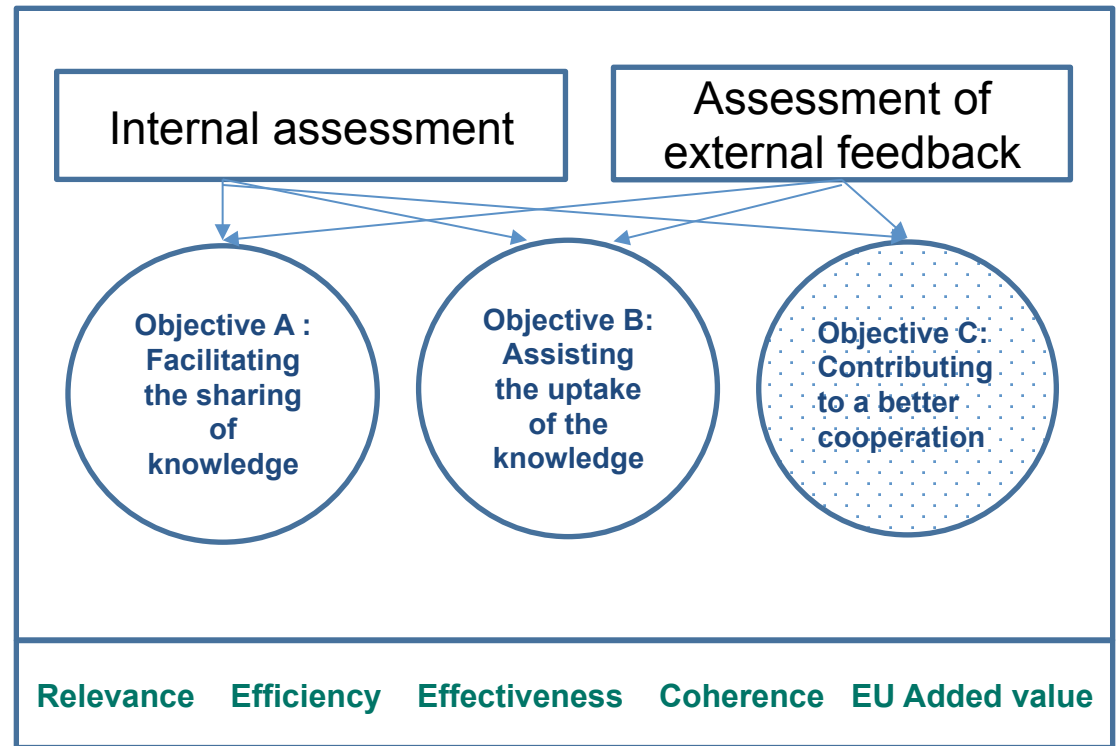 Internal assessment
Assessment of
external feedback
Objective A :
Facilitating
the sharing
of
knowledge
Objective B:
Assisting
the uptake
of the
knowledge
Objective C:
Contributing
to a better
cooperation
Relevance Efficiency Effectiveness Coherence EU Added value